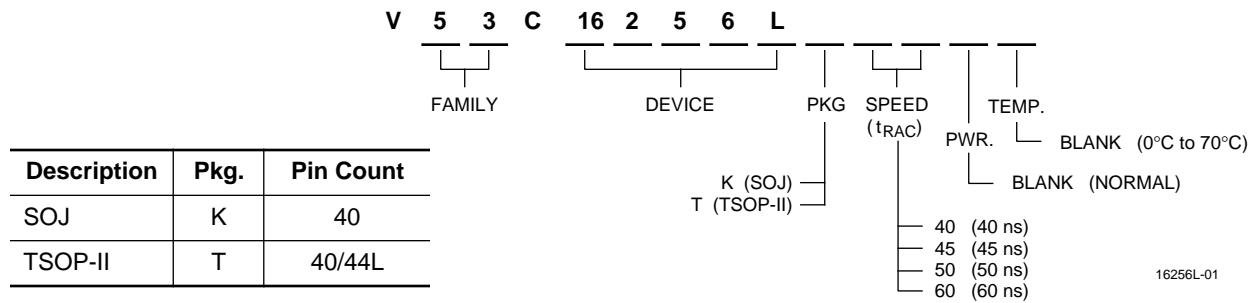 V 5 3 C 16 2 5 6 L
FAMILY DEVICE PKG SPEED TEMP.
(tRAC) PWR.
BLANK (0°C to 70°C)
BLANK (NORMAL)
K (SOJ)
T (TSOP-II)
40 (40 ns)
45 (45 ns)
50 (50 ns)
60 (60 ns)
16256L-01
Description Pkg. Pin Count
SOJ K 40
TSOP-II T 40/44L